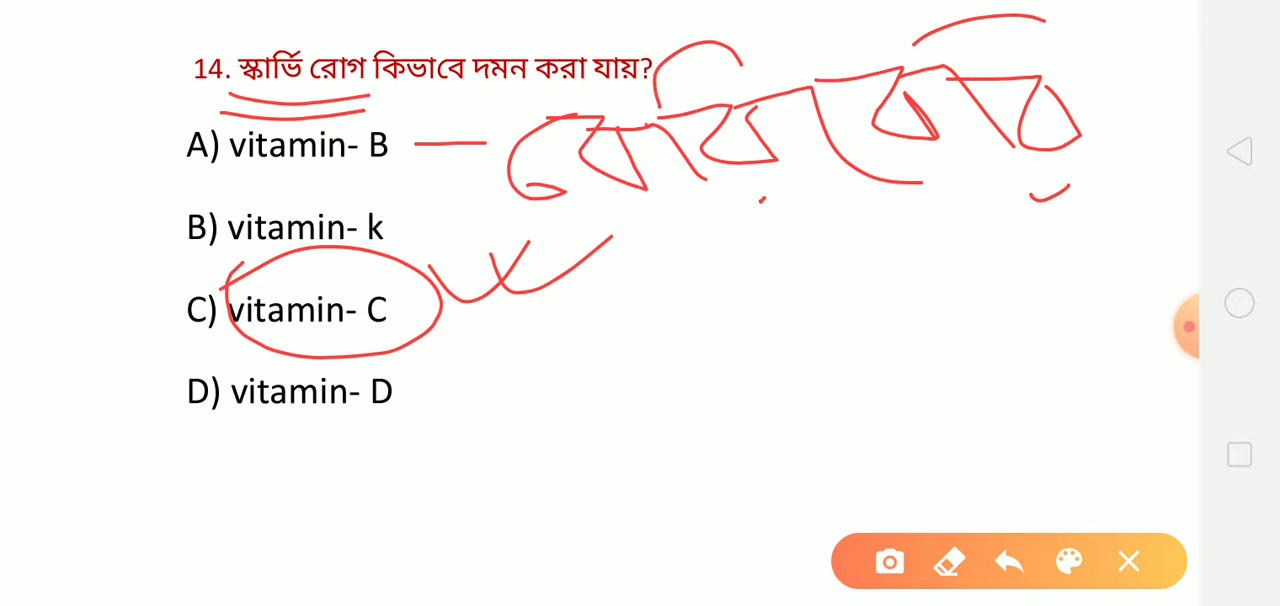 14. স্কার্ভি রোগ কিভাবে দমন করা যায়?
A) vitamin- B
B) vitamin- k
C) vitamin- C
D) vitamin- D